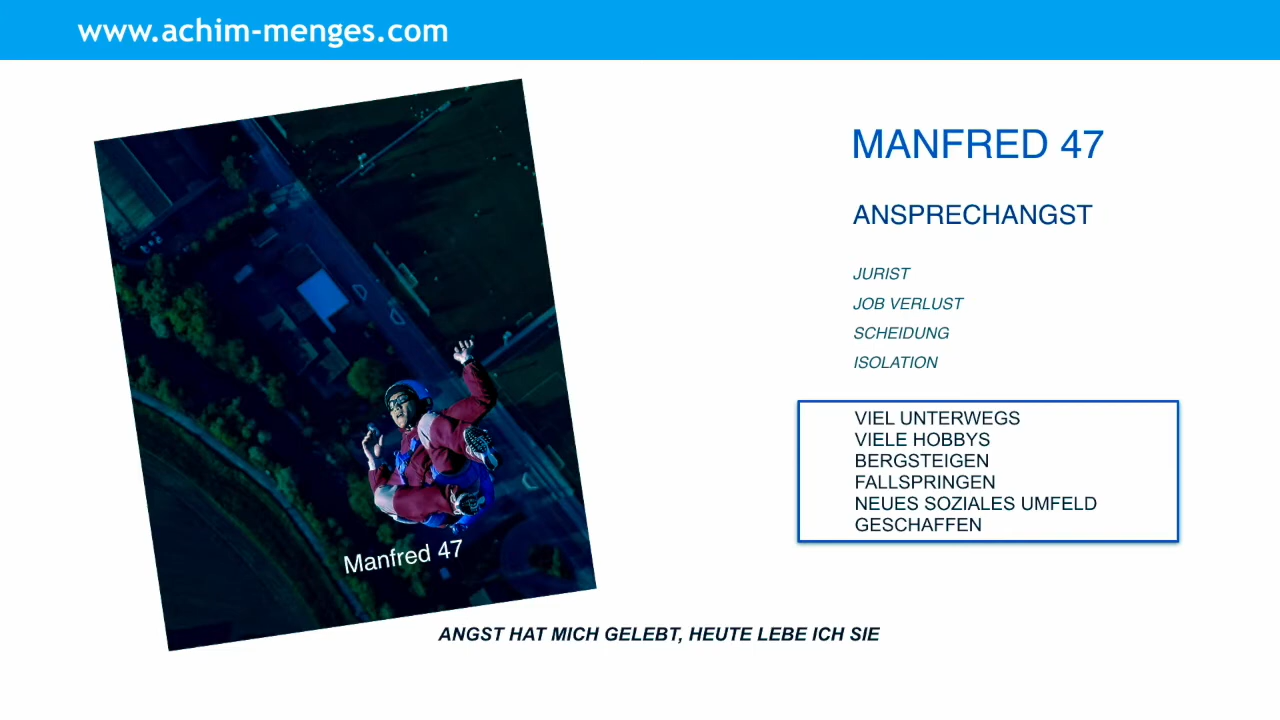 www.achim-menges.com
MANFRED 47
ANSPRECHANGST
JURIST
JOB VERLUST
SCHEIDUNG
ISOLATION
VIEL UNTERWEGS
VIELE HOBBYS
BERGSTEIGEN
FALLSPRINGEN
NEUES SOZIALES UMFELD
GESCHAFFEN
Manfred 47
ANGST HAT MICH GELEBT, HEUTE LEBE ICH SIE